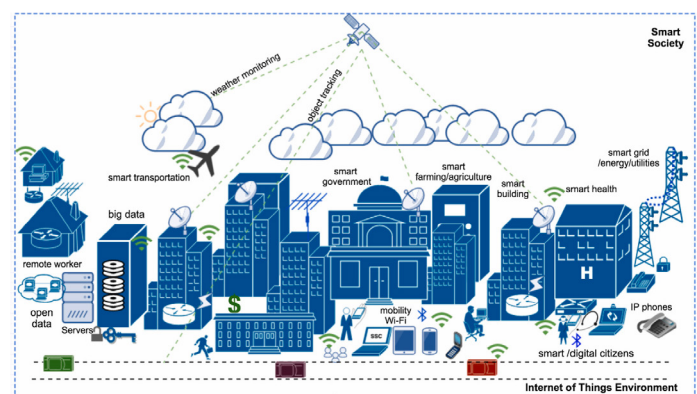 Smart
Society
weather monitoring
object tracking
smart grid
/energy/utilities
smart transportation
smart
government
smart
farming/agriculture
smart
building
smart health
big data
remote worker
H
open
data
Servers
$
mobility
Wi-Fi
SSC
IP phones
smart /digital citizens
Internet of Things Environment